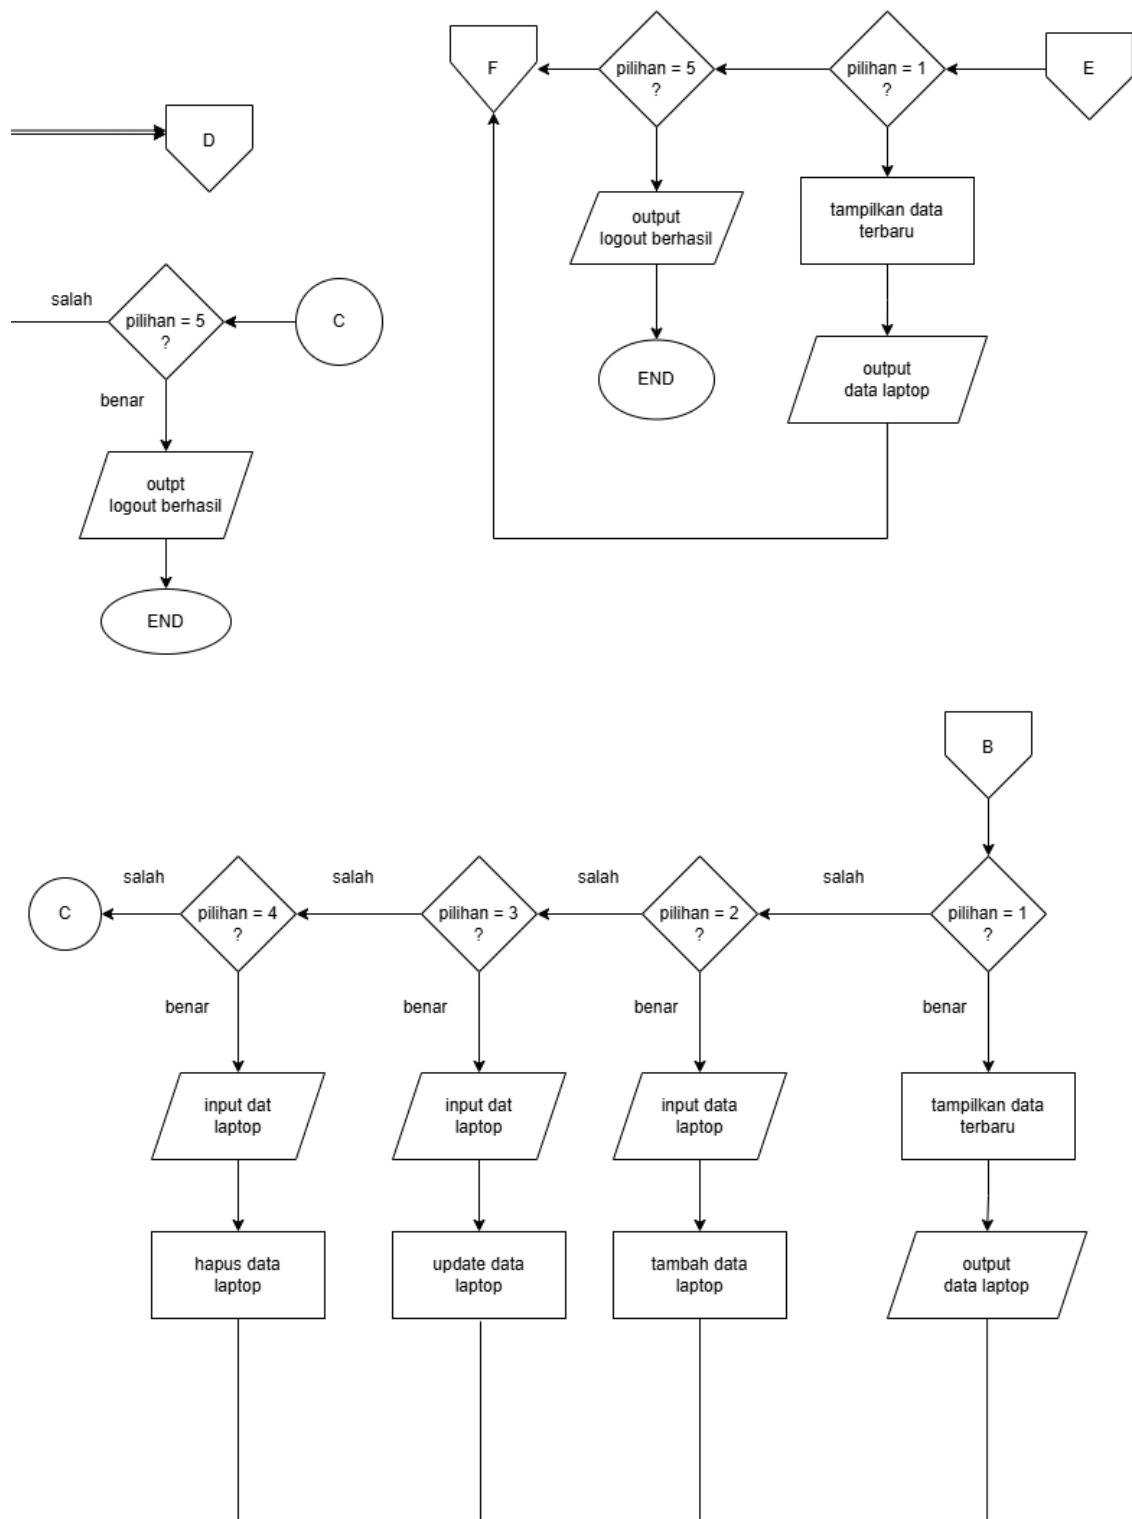 F
pilihan = 5
?
pilihan = 1
?
E
D
output
logout berhasil
tampilkan data
terbaru
salah
pilihan = 5
?
C
END
output
data laptop
benar
outpt
logout berhasil
END
B
salah
salah
salah
salah
C
pilihan = 4
?
pilihan = 3
?
pilihan = 2
?
pilihan = 1
?
benar
benar
benar
benar
input dat
laptop
input dat
laptop
input data
laptop
tampilkan data
terbaru
hapus data
laptop
update data
laptop
tambah data
laptop
output
data laptop